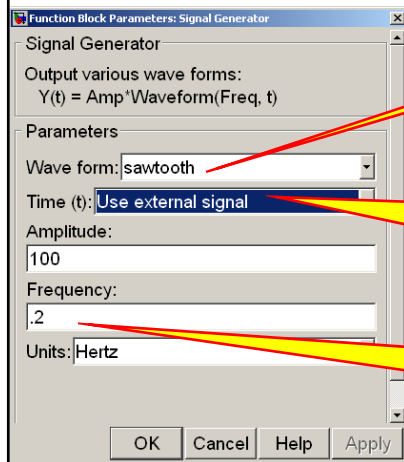 Function Block Parameters: Signal Generator
Signal Generator
Output various wave forms:
Y(t) = Amp*Waveform(Freq, t)
Parameters
Wave form: sawtooth
Time (t): Use external signal
Amplitude:
100
Frequency:
.2
Units: Hertz
OK Cancel Help Apply